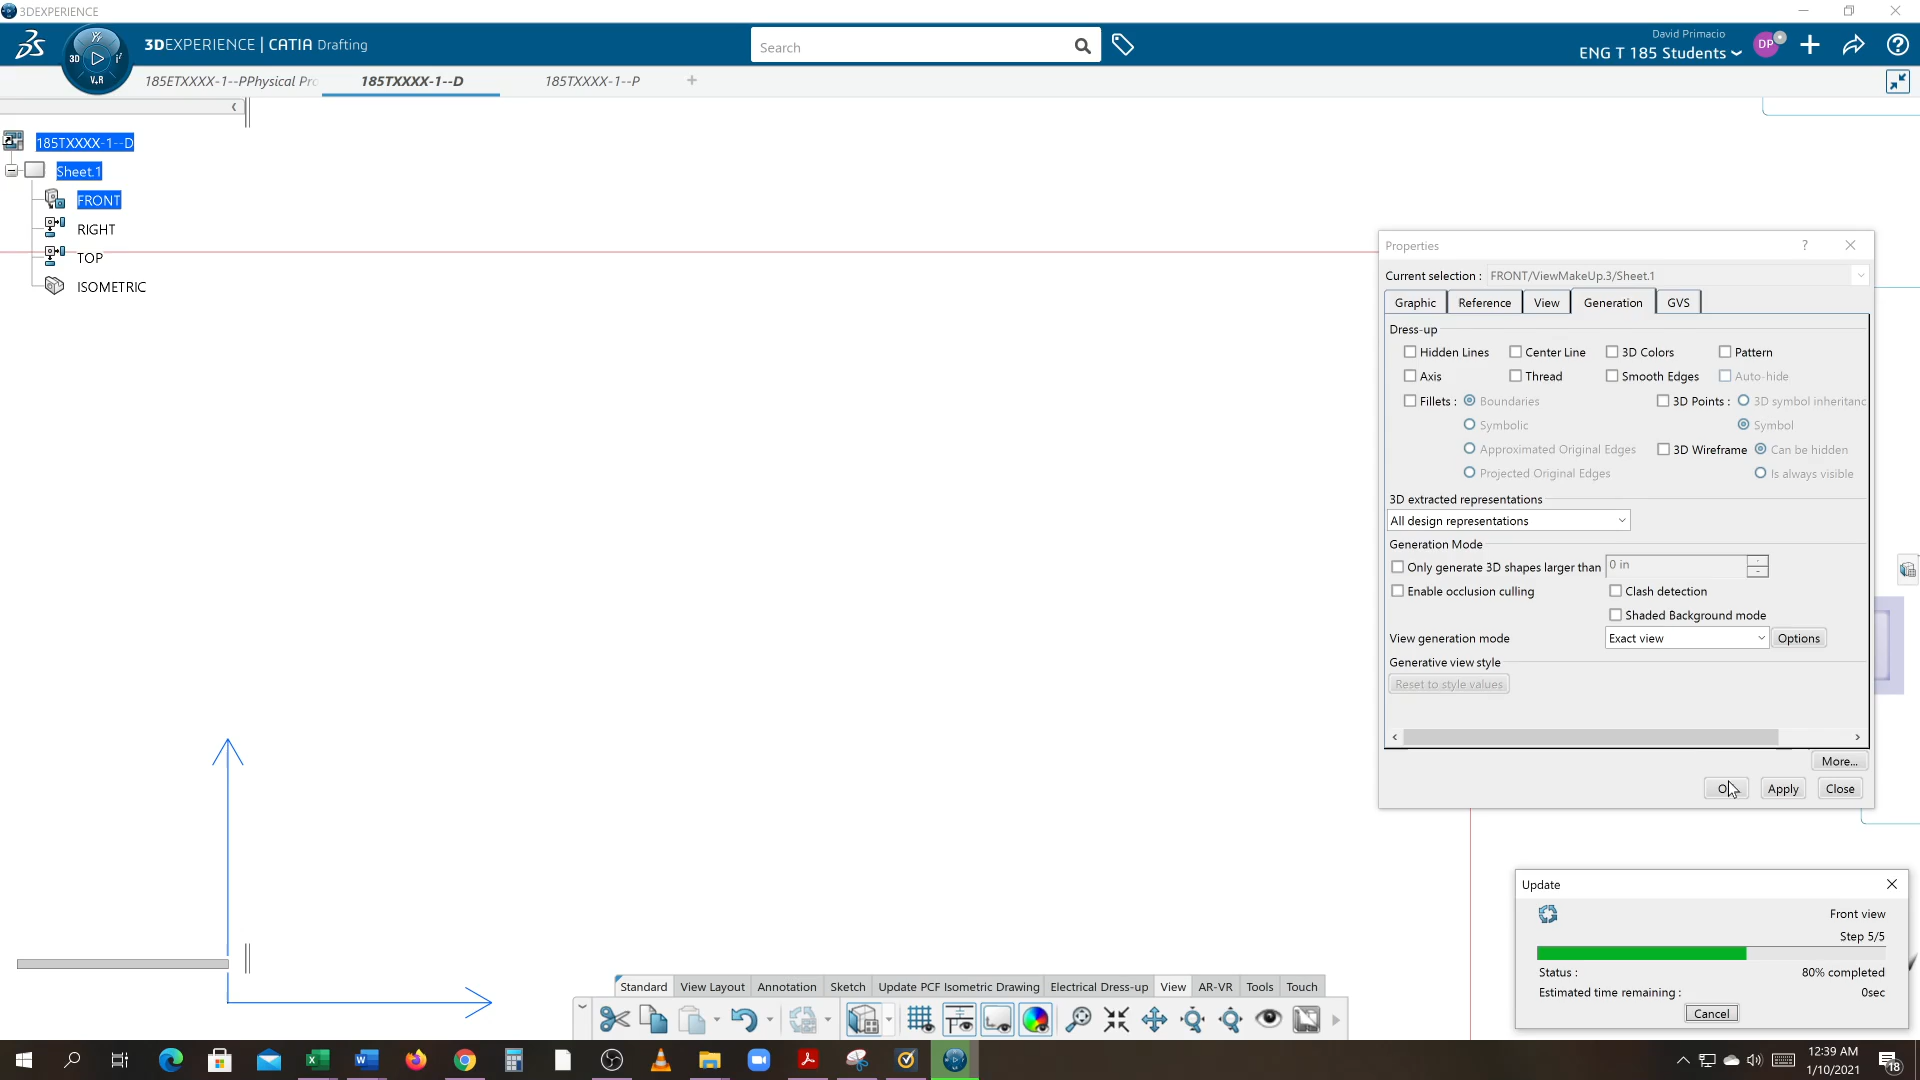 3DEXPERIENCE
3DEXPERIENCE | CATIA Drafting
3D
V+R
Search
David Primacio
ENG T 185 Students
DP
185ETXXXX-1--PPhysical Pro
185TXXXX-1--D
185TXXXX-1--P
185TXXXX-1--D
Sheet.1
FRONT
RIGHT
TOP
ISOMETRIC
Properties
?
Current selection : FRONT/ViewMakeUp.3/Sheet.1
Graphic Reference View Generation GVS
Dress-up
Hidden Lines Center Line 3D Colors Pattern
Axis Thread Smooth Edges Auto-hide
Fillets : Boundaries 3D Points : 3D symbol inheritanc
Symbolic Symbol
Approximated Original Edges 3D Wireframe Can be hidden
Projected Original Edges Is always visible
3D extracted representations
All design representations
Generation Mode
Only generate 3D shapes larger than 0 in
Enable occlusion culling Clash detection
Shaded Background mode
View generation mode Exact view Options
Generative view style
Reset to style values
More...
Apply Close
Update
Front view
Step 5/5
Status : 80% completed
Estimated time remaining : 0sec
Cancel
Standard View Layout Annotation Sketch Update PCF Isometric Drawing Electrical Dress-up View AR-VR Tools Touch
12:39 AM
1/10/2021
18